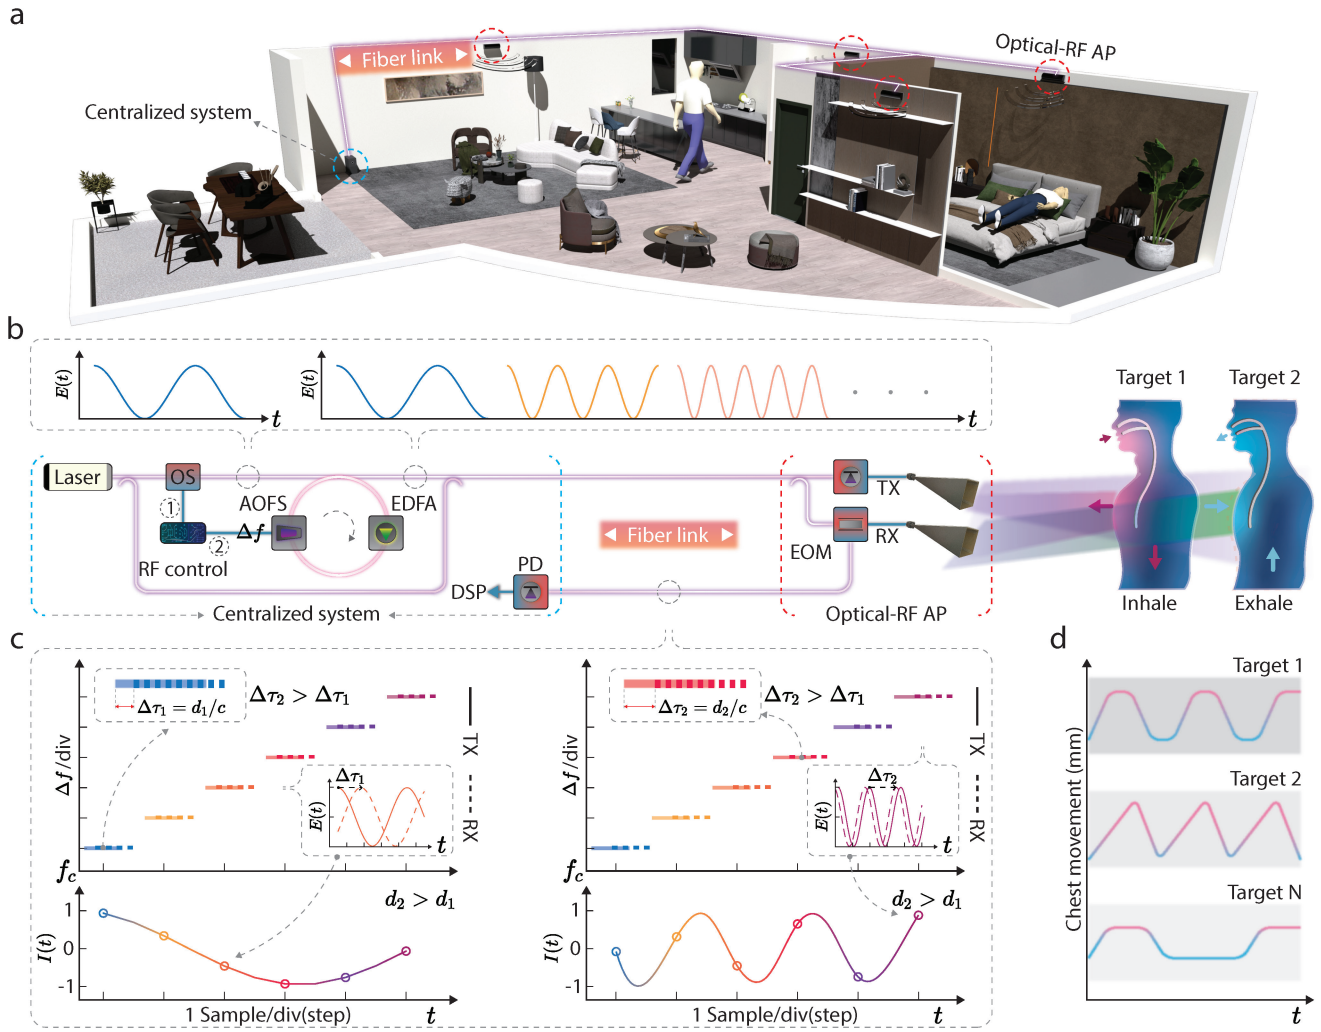 a
Fiber link
Optical-RF AP
Centralized system
b
E(t)
t
E(t)
t
Target 1
Target 2
Laser
OS
AOFS
EDFA
TX
1
Δf
2
RF control
Fiber link
EOM
RX
PD
DSP
Centralized system
Optical-RF AP
Inhale
Exhale
c
Δτ₂ > Δτ₁
Δτ₁ = d₁/c
Δf/div
TX
RX
Δτ₁
E(t)
t
f_c
d₂ > d₁
I(t)
1
0
-1
1 Sample/div(step)
t
Δτ₂ > Δτ₁
Δτ₂ = d₂/c
Δf/div
TX
RX
Δτ₂
E(t)
t
f_c
d₂ > d₁
I(t)
1
0
-1
1 Sample/div(step)
t
d
Target 1
Target 2
Target N
Chest movement (mm)
t